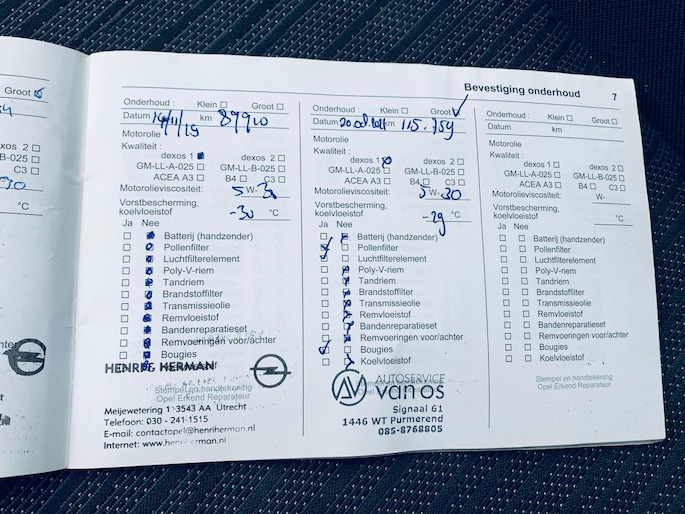 Groot
Bevestiging onderhoud 7
Onderhoud : Klein Groot
Datum 14/11/19 km 89910
Motorolie
Kwaliteit :
dexos 1 dexos 2
GM-LL-A-025 GM-LL-B-025
ACEA A3 B4 C3
Motorolieviscositeit: 5 W-30
Vorstbescherming,
koelvloeistof -30 °C
Ja Nee
Batterij (handzender)
Pollenfilter
Luchtfilterelement
Poly-V-riem
Tandriem
Brandstoffilter
Transmissieolie
Remvloeistof
Bandenreparatieset
Remvoeringen voor/achter
Bougies
Koelvloeistof
HENRI & HERMAN
Stempel en handtekening
Opel Erkend Reparateur
Meijewetering 1 3543 AA Utrecht
Telefoon: 030 - 241 1515
E-mail: contactopel@henriherman.nl
Internet: www.henriherman.nl
Onderhoud : Klein Groot
Datum km 115.759
Motorolie
Kwaliteit :
dexos 1 dexos 2
GM-LL-A-025 GM-LL-B-025
ACEA A3 B4 C3
Motorolieviscositeit: 5 W-30
Vorstbescherming,
koelvloeistof -29 °C
Ja Nee
Batterij (handzender)
Pollenfilter
Luchtfilterelement
Poly-V-riem
Tandriem
Brandstoffilter
Transmissieolie
Remvloeistof
Bandenreparatieset
Remvoeringen voor/achter
Bougies
Koelvloeistof
AUTOSERVICE
van os
Signaal 61
1446 WT Purmerend
085-8768805
Onderhoud : Klein Groot
Datum km
Motorolie
Kwaliteit :
dexos 1 dexos 2
GM-LL-A-025 GM-LL-B-025
ACEA A3 B4 C3
Motorolieviscositeit: W-
Vorstbescherming,
koelvloeistof °C
Ja Nee
Batterij (handzender)
Pollenfilter
Luchtfilterelement
Poly-V-riem
Tandriem
Brandstoffilter
Transmissieolie
Remvloeistof
Bandenreparatieset
Remvoeringen voor/achter
Bougies
Koelvloeistof
Stempel en handtekening
Opel Erkend Reparateur